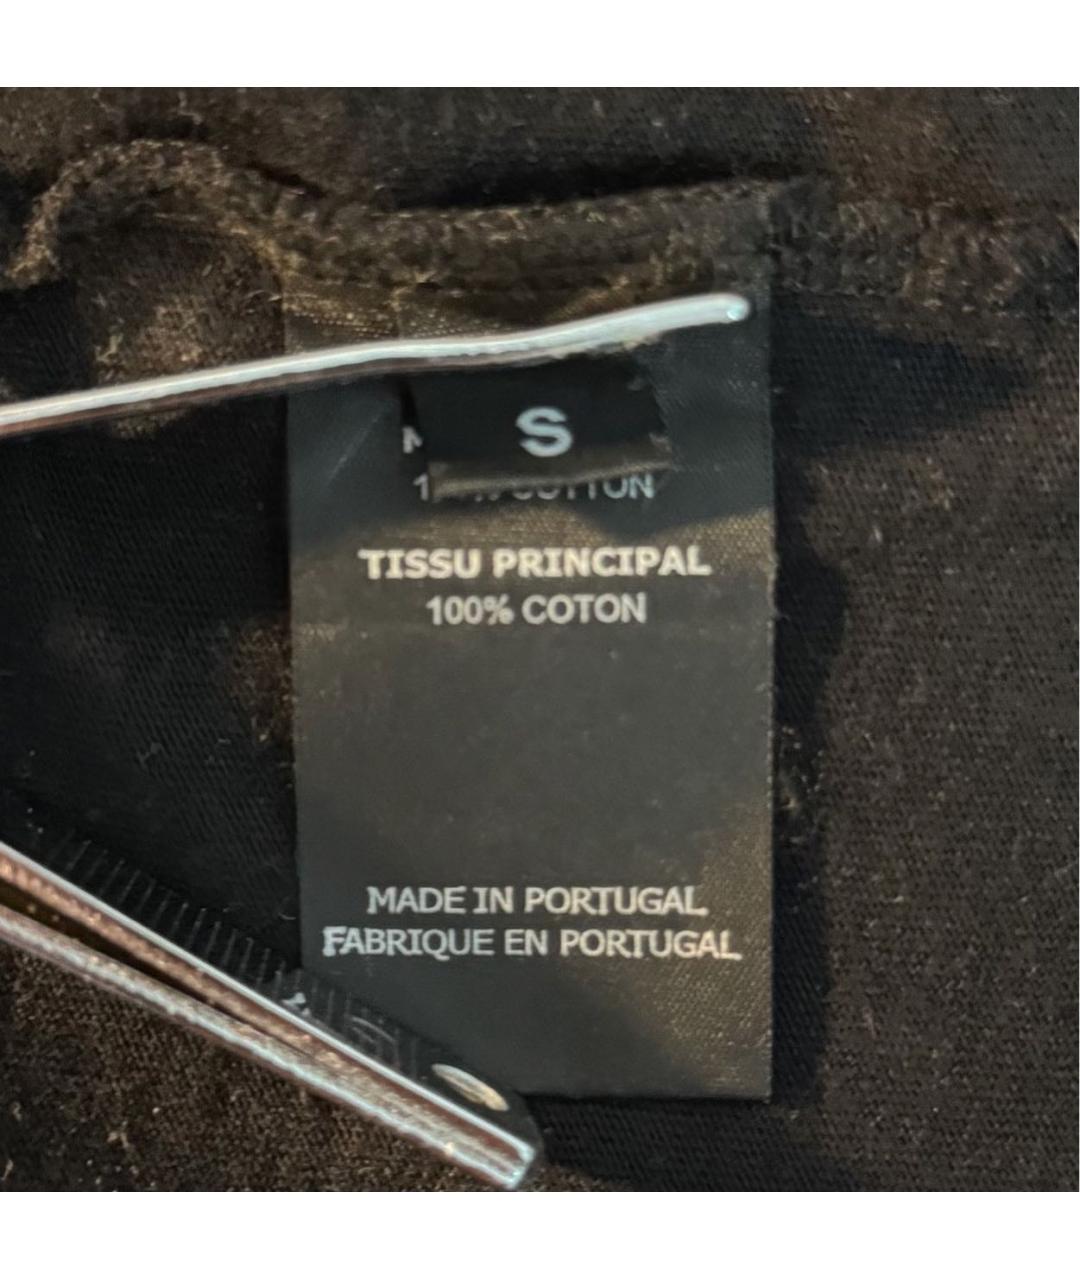 S
TISSU PRINCIPAL
100% COTON
MADE IN PORTUGAL
FABRIQUE EN PORTUGAL